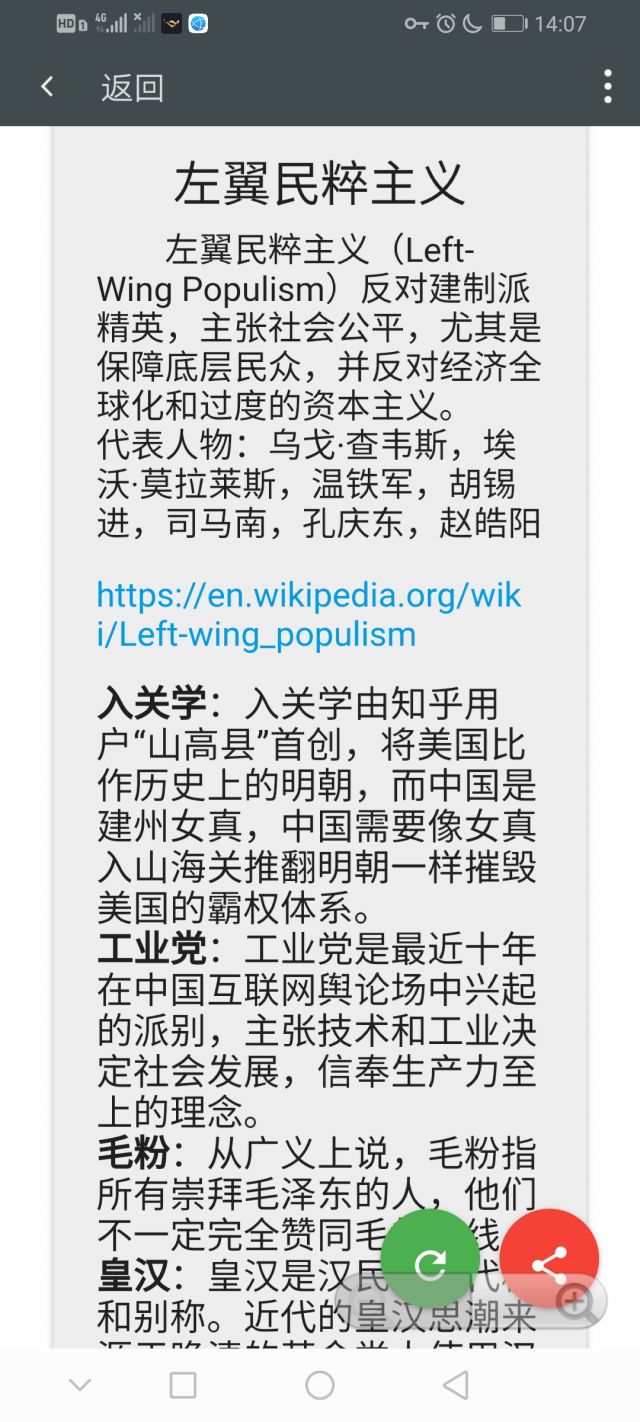 HD 1 4G
14:07
返回
左翼民粹主义
左翼民粹主义（Left-
Wing Populism）反对建制派
精英，主张社会公平，尤其是
保障底层民众，并反对经济全
球化和过度的资本主义。
代表人物：乌戈·查韦斯，埃
沃·莫拉莱斯，温铁军，胡锡
进，司马南，孔庆东，赵皓阳
https://en.wikipedia.org/wik
i/Left-wing_populism
入关学：入关学由知乎用
户“山高县”首创，将美国比
作历史上的明朝，而中国是
建州女真，中国需要像女真
入山海关推翻明朝一样摧毁
美国的霸权体系。
工业党：工业党是最近十年
在中国互联网舆论场中兴起
的派别，主张技术和工业决
定社会发展，信奉生产力至
上的理念。
毛粉：从广义上说，毛粉指
所有崇拜毛泽东的人，他们
不一定完全赞同毛 线
皇汉：皇汉是汉民 代
和别称。近代的皇汉思潮来